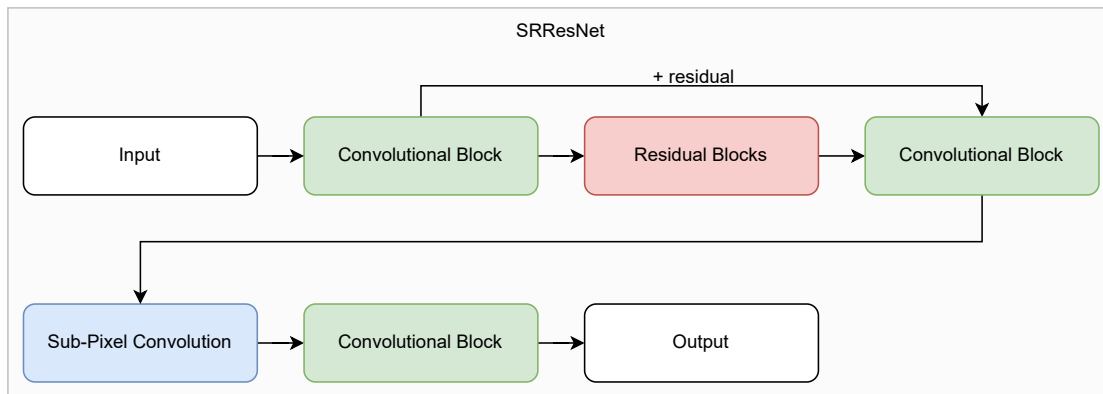 SRResNet
+ residual
Input
Convolutional Block
Residual Blocks
Convolutional Block
Sub-Pixel Convolution
Convolutional Block
Output